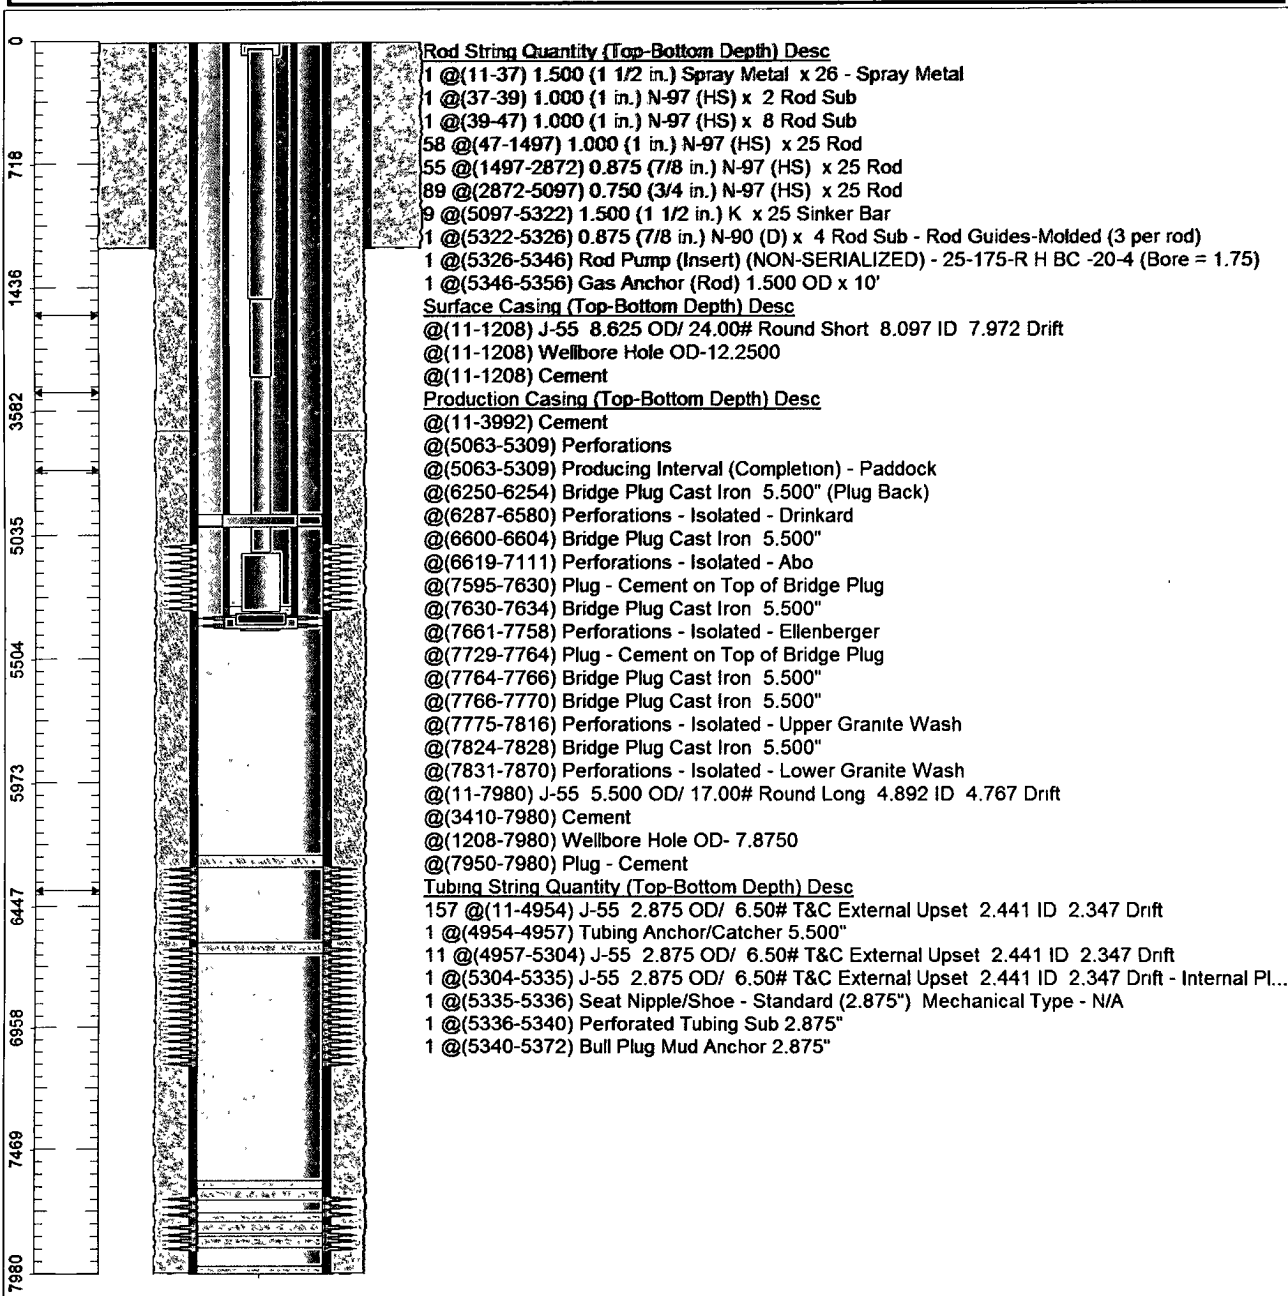 0
718
1436
3582
5035
5504
5973
6447
6958
7469
7980
Rod String Quantity (Top-Bottom Depth) Desc
1 @(11-37) 1.500 (1 1/2 in.) Spray Metal x 26 - Spray Metal
1 @(37-39) 1.000 (1 in.) N-97 (HS) x 2 Rod Sub
1 @(39-47) 1.000 (1 in.) N-97 (HS) x 8 Rod Sub
58 @(47-1497) 1.000 (1 in.) N-97 (HS) x 25 Rod
55 @(1497-2872) 0.875 (7/8 in.) N-97 (HS) x 25 Rod
89 @(2872-5097) 0.750 (3/4 in.) N-97 (HS) x 25 Rod
9 @(5097-5322) 1.500 (1 1/2 in.) K x 25 Sinker Bar
1 @(5322-5326) 0.875 (7/8 in.) N-90 (D) x 4 Rod Sub - Rod Guides-Molded (3 per rod)
1 @(5326-5346) Rod Pump (Insert) (NON-SERIALIZED) - 25-175-R H BC -20-4 (Bore = 1.75)
1 @(5346-5356) Gas Anchor (Rod) 1.500 OD x 10'
Surface Casing (Top-Bottom Depth) Desc
@(11-1208) J-55 8.625 OD/ 24.00# Round Short 8.097 ID 7.972 Drift
@(11-1208) Wellbore Hole OD-12.2500
@(11-1208) Cement
Production Casing (Top-Bottom Depth) Desc
@(11-3992) Cement
@(5063-5309) Perforations
@(5063-5309) Producing Interval (Completion) - Paddock
@(6250-6254) Bridge Plug Cast Iron 5.500" (Plug Back)
@(6287-6580) Perforations - Isolated - Drinkard
@(6600-6604) Bridge Plug Cast Iron 5.500"
@(6619-7111) Perforations - Isolated - Abo
@(7595-7630) Plug - Cement on Top of Bridge Plug
@(7630-7634) Bridge Plug Cast Iron 5.500"
@(7661-7758) Perforations - Isolated - Ellenberger
@(7729-7764) Plug - Cement on Top of Bridge Plug
@(7764-7766) Bridge Plug Cast Iron 5.500"
@(7766-7770) Bridge Plug Cast Iron 5.500"
@(7775-7816) Perforations - Isolated - Upper Granite Wash
@(7824-7828) Bridge Plug Cast Iron 5.500"
@(7831-7870) Perforations - Isolated - Lower Granite Wash
@(11-7980) J-55 5.500 OD/ 17.00# Round Long 4.892 ID 4.767 Drift
@(3410-7980) Cement
@(1208-7980) Wellbore Hole OD- 7.8750
@(7950-7980) Plug - Cement
Tubing String Quantity (Top-Bottom Depth) Desc
157 @(11-4954) J-55 2.875 OD/ 6.50# T&C External Upset 2.441 ID 2.347 Drift
1 @(4954-4957) Tubing Anchor/Catcher 5.500"
11 @(4957-5304) J-55 2.875 OD/ 6.50# T&C External Upset 2.441 ID 2.347 Drift
1 @(5304-5335) J-55 2.875 OD/ 6.50# T&C External Upset 2.441 ID 2.347 Drift - Internal Pl...
1 @(5335-5336) Seat Nipple/Shoe - Standard (2.875") Mechanical Type - N/A
1 @(5336-5340) Perforated Tubing Sub 2.875"
1 @(5340-5372) Bull Plug Mud Anchor 2.875"